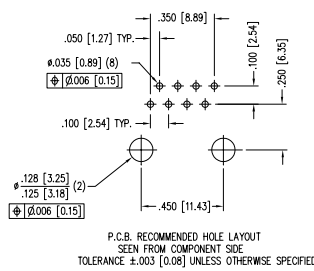 .350 [8.89]
.050 [1.27] TYP.
ø.035 [0.89] (8)
⌖ Ø.006 [0.15]
.100 [2.54]
.250 [6.35]
.100 [2.54] TYP.
ø .128 [3.25]
.125 [3.18] (2)
⌖ Ø.006 [0.15]
.450 [11.43]
P.C.B. RECOMMENDED HOLE LAYOUT
SEEN FROM COMPONENT SIDE
TOLERANCE ±.003 [0.08] UNLESS OTHERWISE SPECIFIED